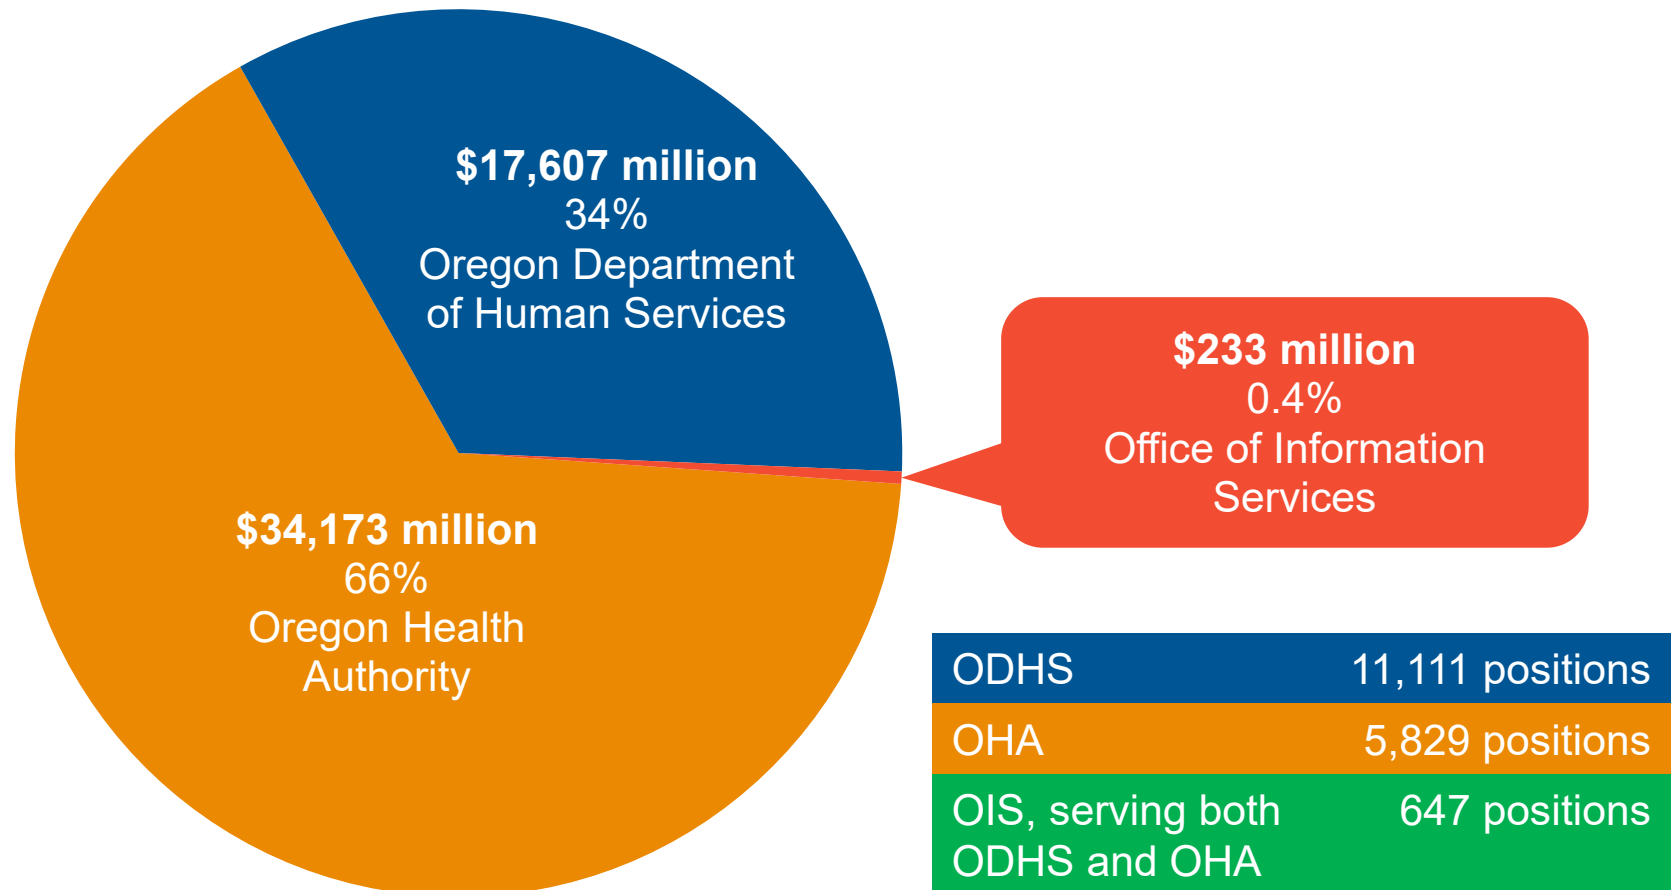 $17,607 million
34%
Oregon Department
of Human Services
$233 million
0.4%
Office of Information
Services
$34,173 million
66%
Oregon Health
Authority
ODHS 11,111 positions
OHA 5,829 positions
OIS, serving both 647 positions
ODHS and OHA